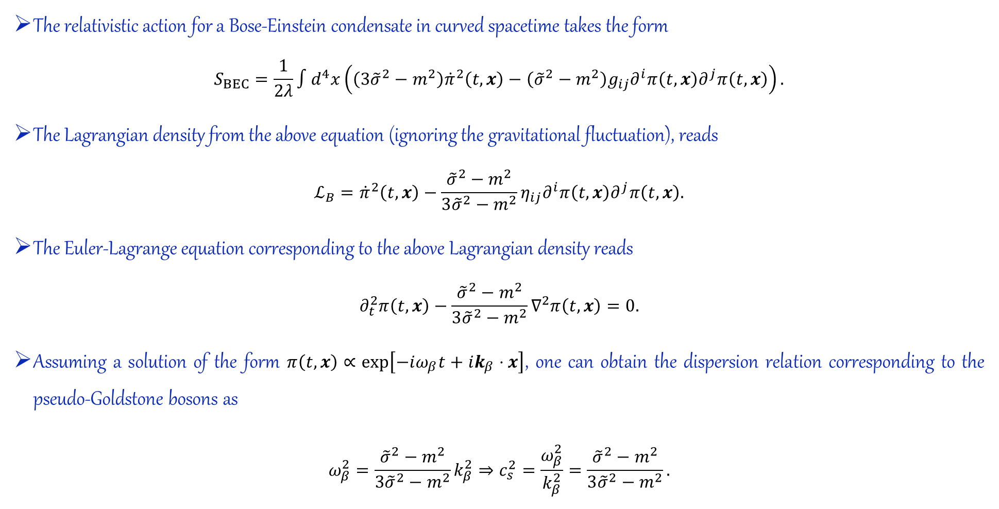 ➢The relativistic action for a Bose-Einstein condensate in curved spacetime takes the form
$S_{\mathrm{BEC}} = \frac{1}{2\lambda} \int d^4x \left( (3\tilde{\sigma}^2 - m^2)\dot{\pi}^2(t, \boldsymbol{x}) - (\tilde{\sigma}^2 - m^2) g_{ij} \partial^i \pi(t, \boldsymbol{x}) \partial^j \pi(t, \boldsymbol{x}) \right).$
➢The Lagrangian density from the above equation (ignoring the gravitational fluctuation), reads
$\mathcal{L}_B = \dot{\pi}^2(t, \boldsymbol{x}) - \frac{\tilde{\sigma}^2 - m^2}{3\tilde{\sigma}^2 - m^2} \eta_{ij} \partial^i \pi(t, \boldsymbol{x}) \partial^j \pi(t, \boldsymbol{x}).$
➢The Euler-Lagrange equation corresponding to the above Lagrangian density reads
$\partial_t^2 \pi(t, \boldsymbol{x}) - \frac{\tilde{\sigma}^2 - m^2}{3\tilde{\sigma}^2 - m^2} \nabla^2 \pi(t, \boldsymbol{x}) = 0.$
➢Assuming a solution of the form $\pi(t, \boldsymbol{x}) \propto \exp[-i\omega_\beta t + i\boldsymbol{k}_\beta \cdot \boldsymbol{x}]$, one can obtain the dispersion relation corresponding to the
pseudo-Goldstone bosons as
$\omega_\beta^2 = \frac{\tilde{\sigma}^2 - m^2}{3\tilde{\sigma}^2 - m^2} k_\beta^2 \Rightarrow c_s^2 = \frac{\omega_\beta^2}{k_\beta^2} = \frac{\tilde{\sigma}^2 - m^2}{3\tilde{\sigma}^2 - m^2}.$